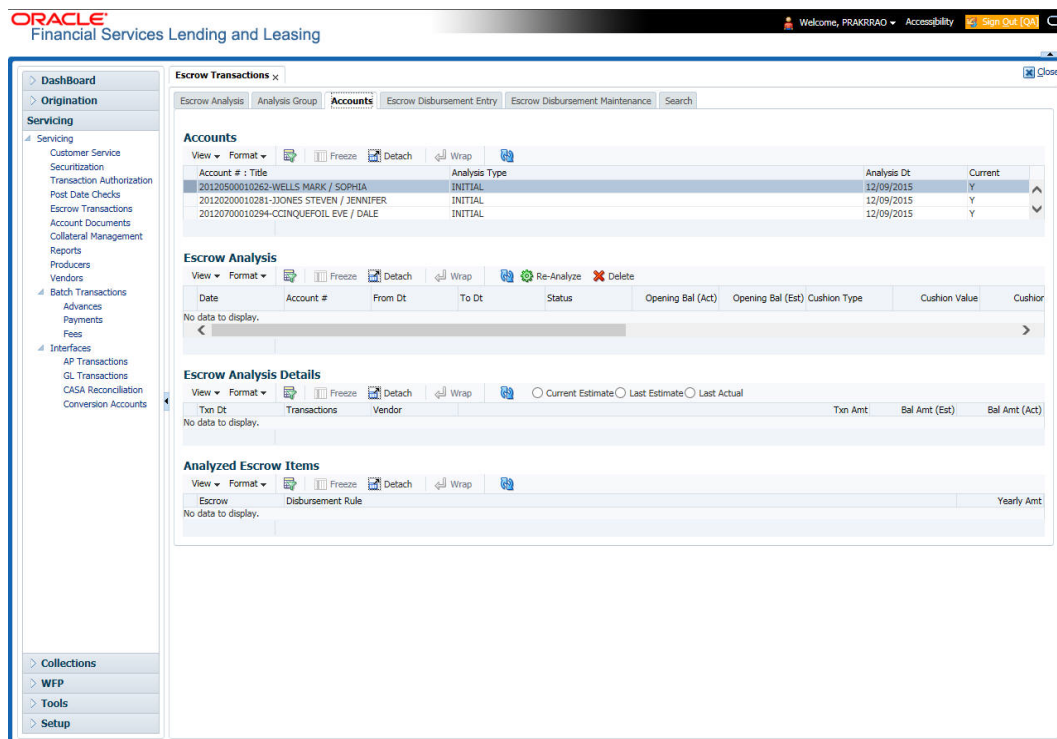 ORACLE
Financial Services Lending and Leasing
Welcome, PRAKRRAO Accessibility Sign Out [QA]
Close
DashBoard
Origination
Servicing
Servicing
Customer Service
Securitization
Transaction Authorization
Post Date Checks
Escrow Transactions
Account Documents
Collateral Management
Reports
Producers
Vendors
Batch Transactions
Advances
Payments
Fees
Interfaces
AP Transactions
GL Transactions
CASA Reconciliation
Conversion Accounts
Collections
WFP
Tools
Setup
Escrow Transactions x
Escrow Analysis Analysis Group Accounts Escrow Disbursement Entry Escrow Disbursement Maintenance Search
Accounts
View Format Freeze Detach Wrap
Account # : Title Analysis Type Analysis Dt Current
20120500010262-WELLS MARK / SOPHIA INITIAL 12/09/2015 Y
20120200010281-JJONES STEVEN / JENNIFER INITIAL 12/09/2015 Y
20120700010294-CCINQUEFOIL EVE / DALE INITIAL 12/09/2015 Y
Escrow Analysis
View Format Freeze Detach Wrap Re-Analyze Delete
Date Account # From Dt To Dt Status Opening Bal (Act) Opening Bal (Est) Cushion Type Cushion Value Cushion
No data to display.
Escrow Analysis Details
View Format Freeze Detach Wrap Current Estimate Last Estimate Last Actual
Txn Dt Transactions Vendor Txn Amt Bal Amt (Est) Bal Amt (Act)
No data to display.
Analyzed Escrow Items
View Format Freeze Detach Wrap
Escrow Disbursement Rule Yearly Amt
No data to display.